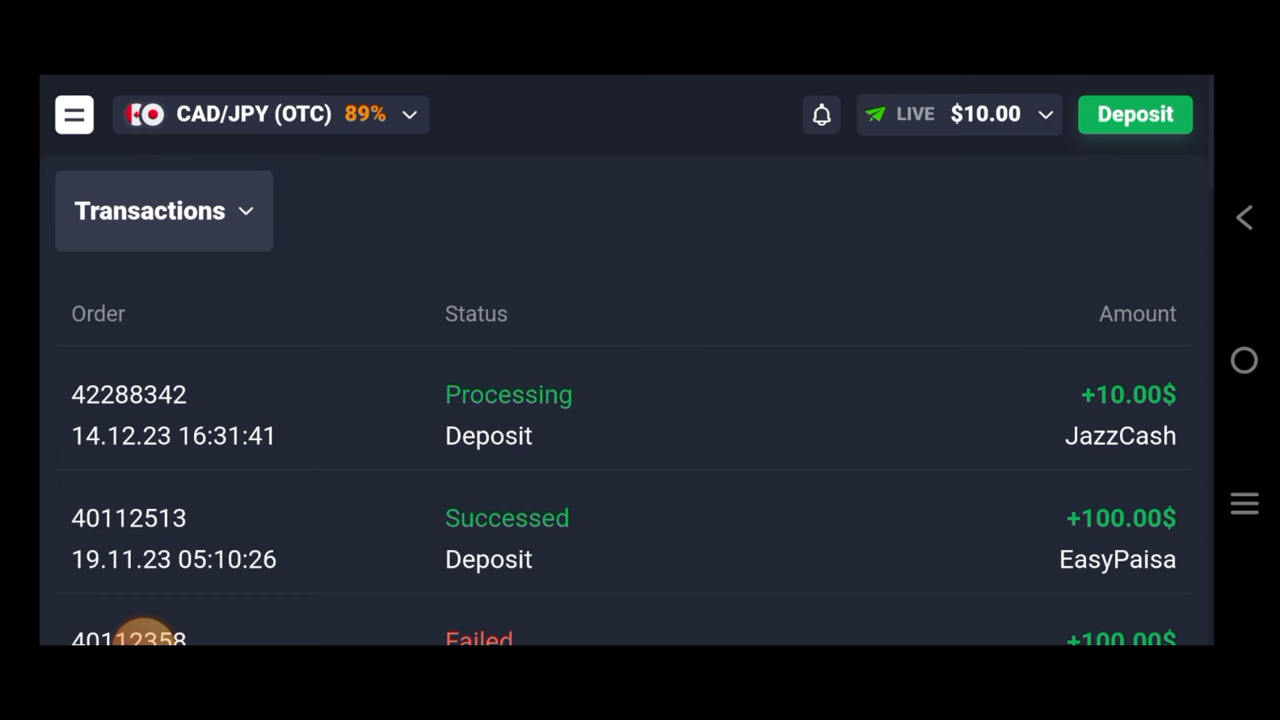 CAD/JPY (OTC) 89% LIVE $10.00 Deposit
Transactions
Order Status Amount
42288342 Processing +10.00$
14.12.23 16:31:41 Deposit JazzCash
40112513 Successed +100.00$
19.11.23 05:10:26 Deposit EasyPaisa
40112358 Failed +100.00$